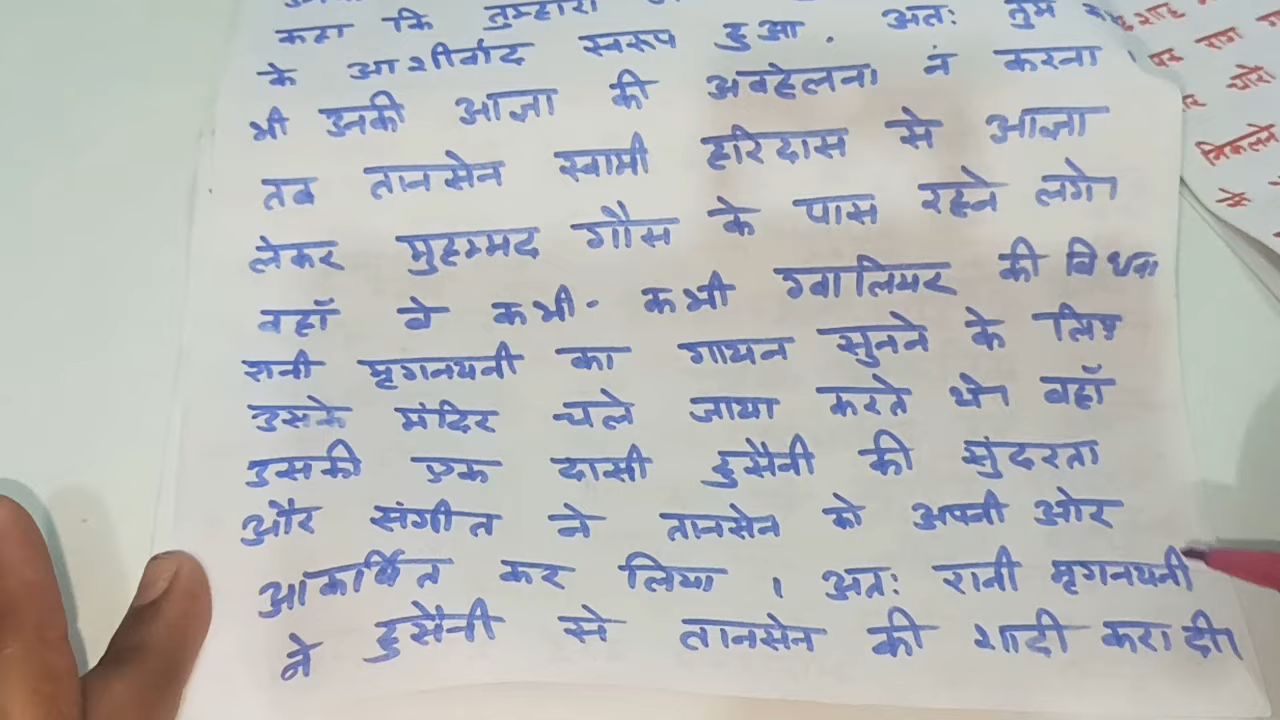 कहा कि तुम्हारा
के आशीर्वाद स्वरूप हुआ . अतः तुम
भी उनकी आज्ञा की अवहेलना न करना ।
तब तानसेन स्वामी हरिदास से आज्ञा
लेकर मुहम्मद गौस के पास रहने लगे।
वहाँ वे कभी- कभी ग्वालियर की विधवा
रानी मृगनयनी का गायन सुनने के लिए
उसके मंदिर चले जाया करते थे। वहाँ
उसकी एक दासी हुसैनी की सुंदरता
और संगीत ने तानसेन को अपनी ओर
आकर्षित कर लिया । अतः रानी मृगनयनी
ने हुसैनी से तानसेन की शादी करा दी।
राग
चोरी
निकलने
में